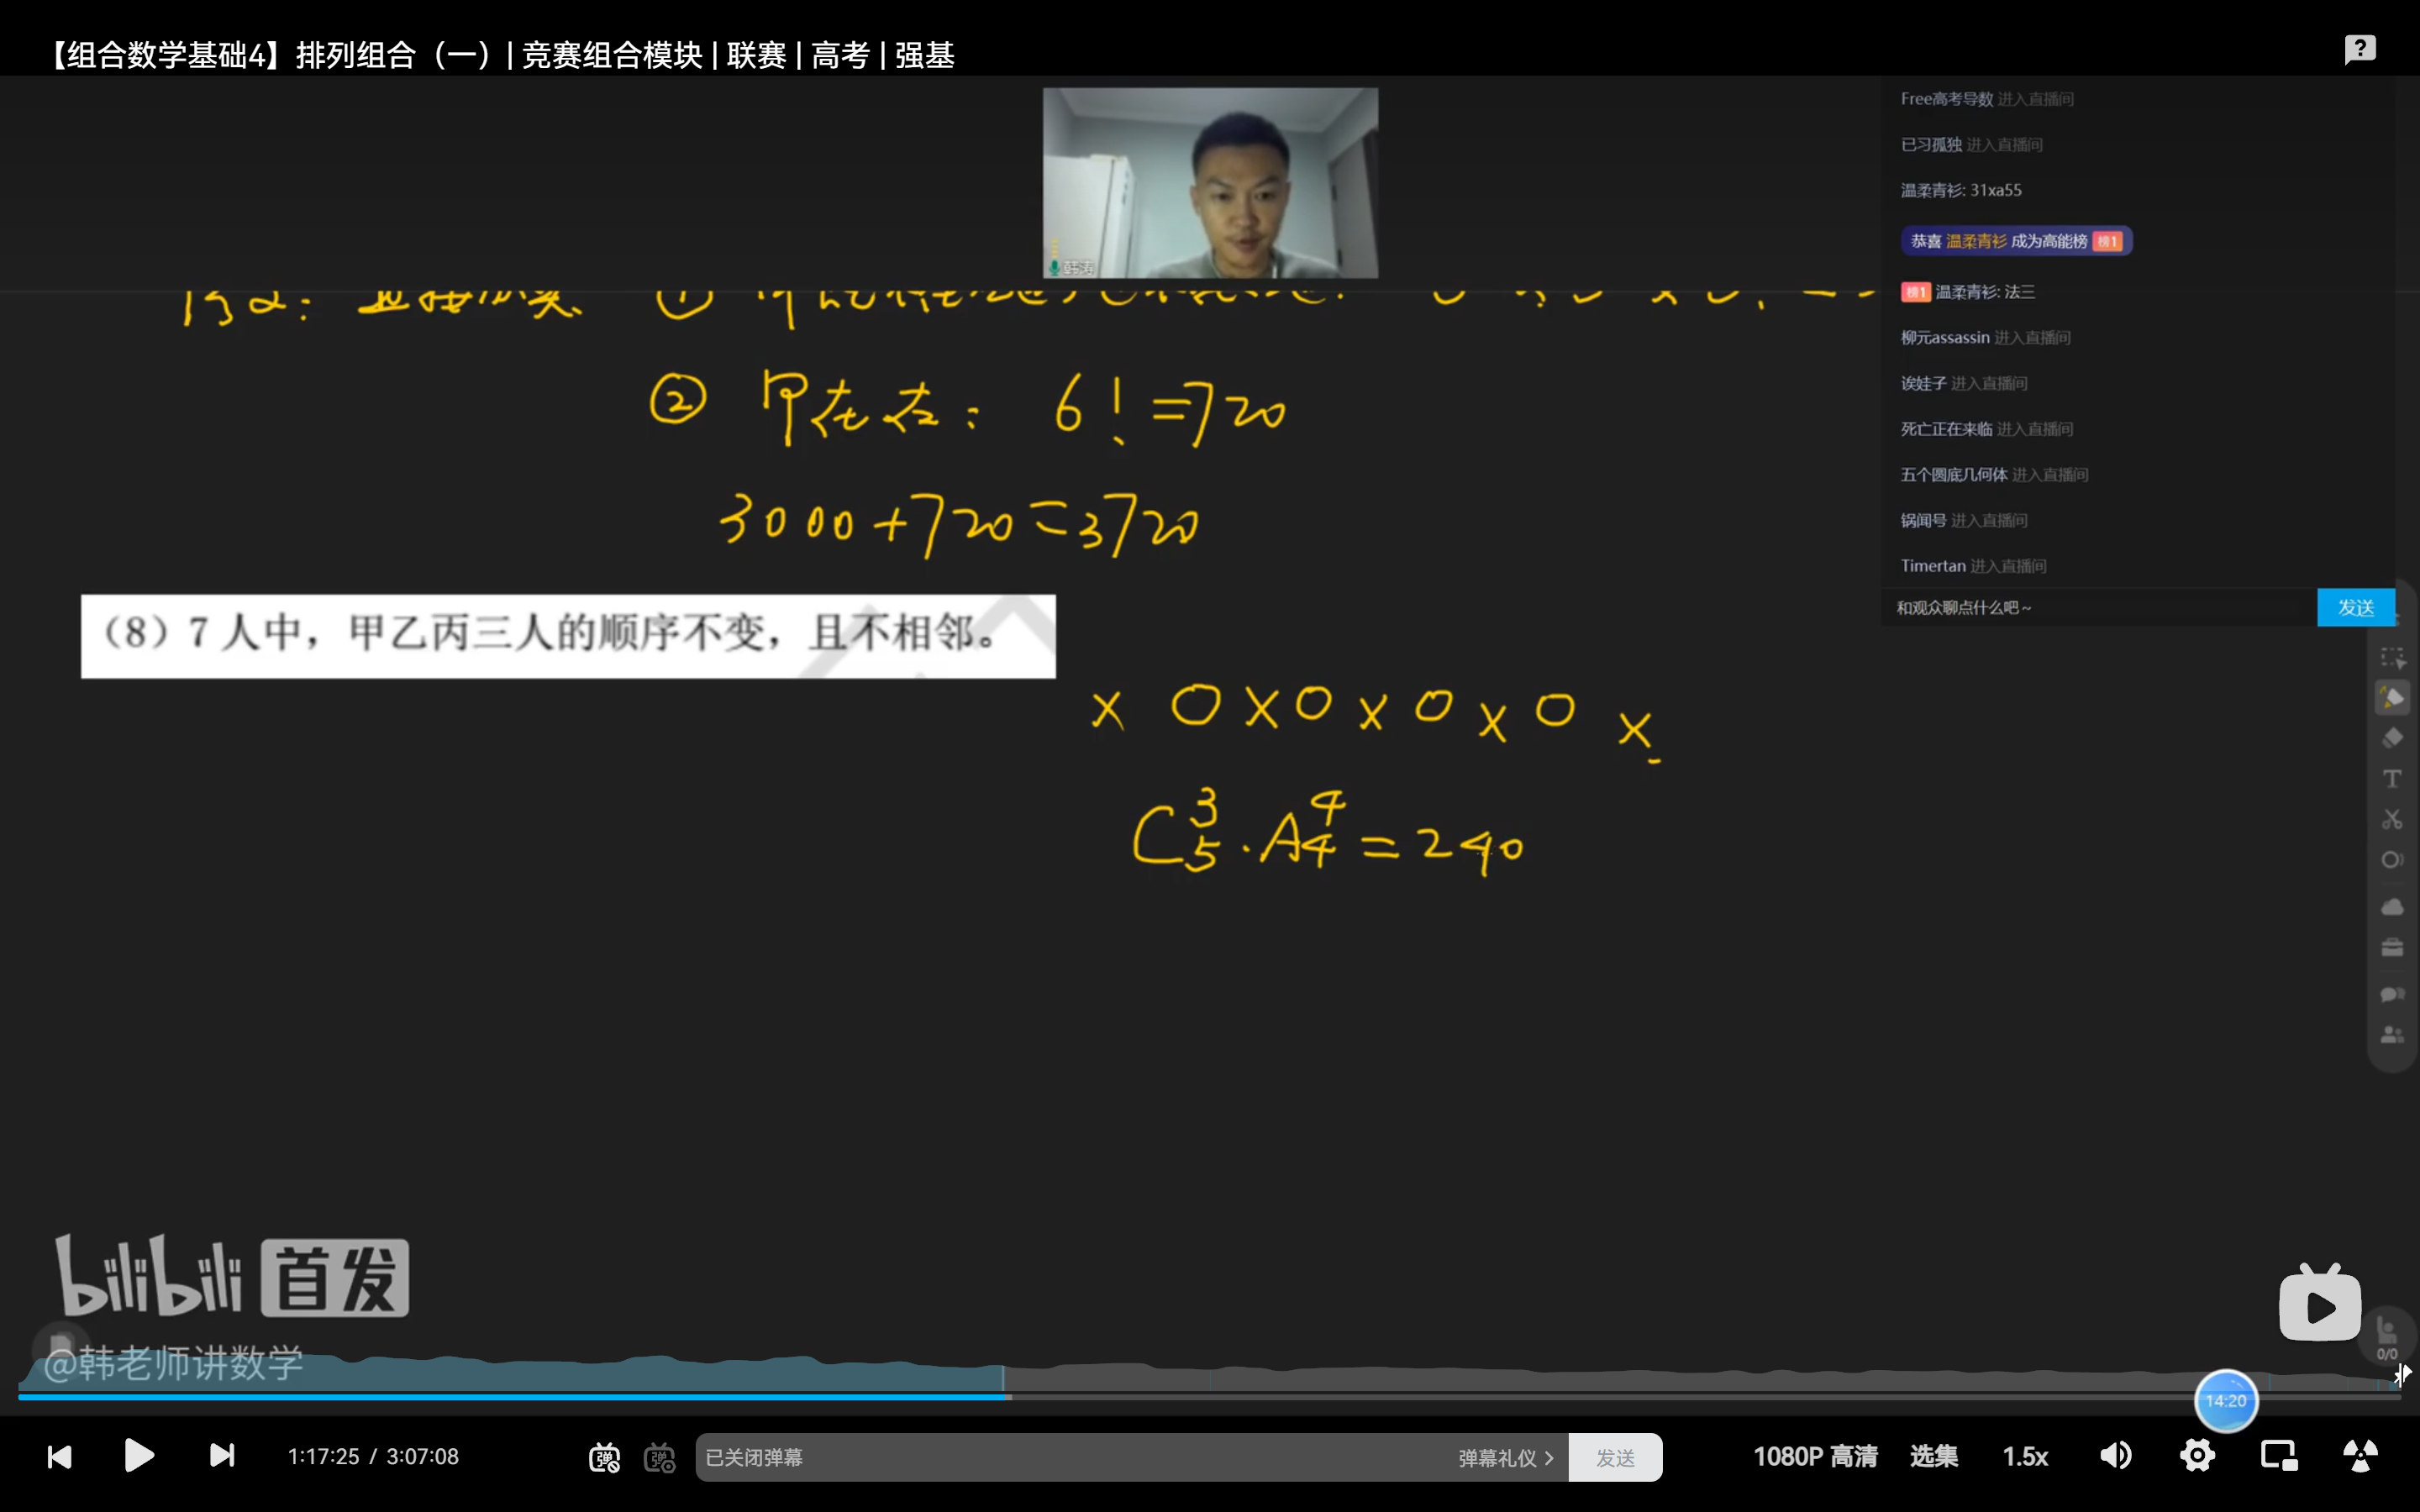 【组合数学基础4】排列组合（一）| 竞赛组合模块 | 联赛 | 高考 | 强基
Free高考导数 进入直播间
已习孤独 进入直播间
温柔青衫: 31xa55
恭喜 温柔青衫 成为高能榜 榜1
榜1 温柔青衫: 法三
柳元assassin 进入直播间
诶娃子 进入直播间
死亡正在来临 进入直播间
五个圆底几何体 进入直播间
锅闻号 进入直播间
Timertan 进入直播间
和观众聊点什么吧~
发送
韩涛
② 甲在右： 6！=720
3000+720=3720
（8）7 人中，甲乙丙三人的顺序不变，且不相邻。
× O × O × O × O ×
C_5^3 · A_4^4 = 240
bilibili 首发
@韩老师讲数学
0/0
14:20
1:17:25 / 3:07:08
弹
弹
已关闭弹幕
弹幕礼仪 >
发送
1080P 高清
选集
1.5x